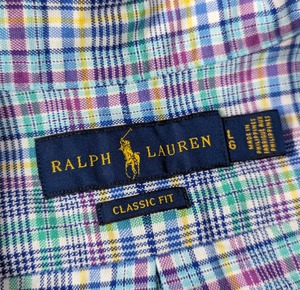 RALPH LAUREN
L
G
MADE IN
PHILIPPINES
FABRIQUÉ AUX
PHILIPPINES
CLASSIC FIT